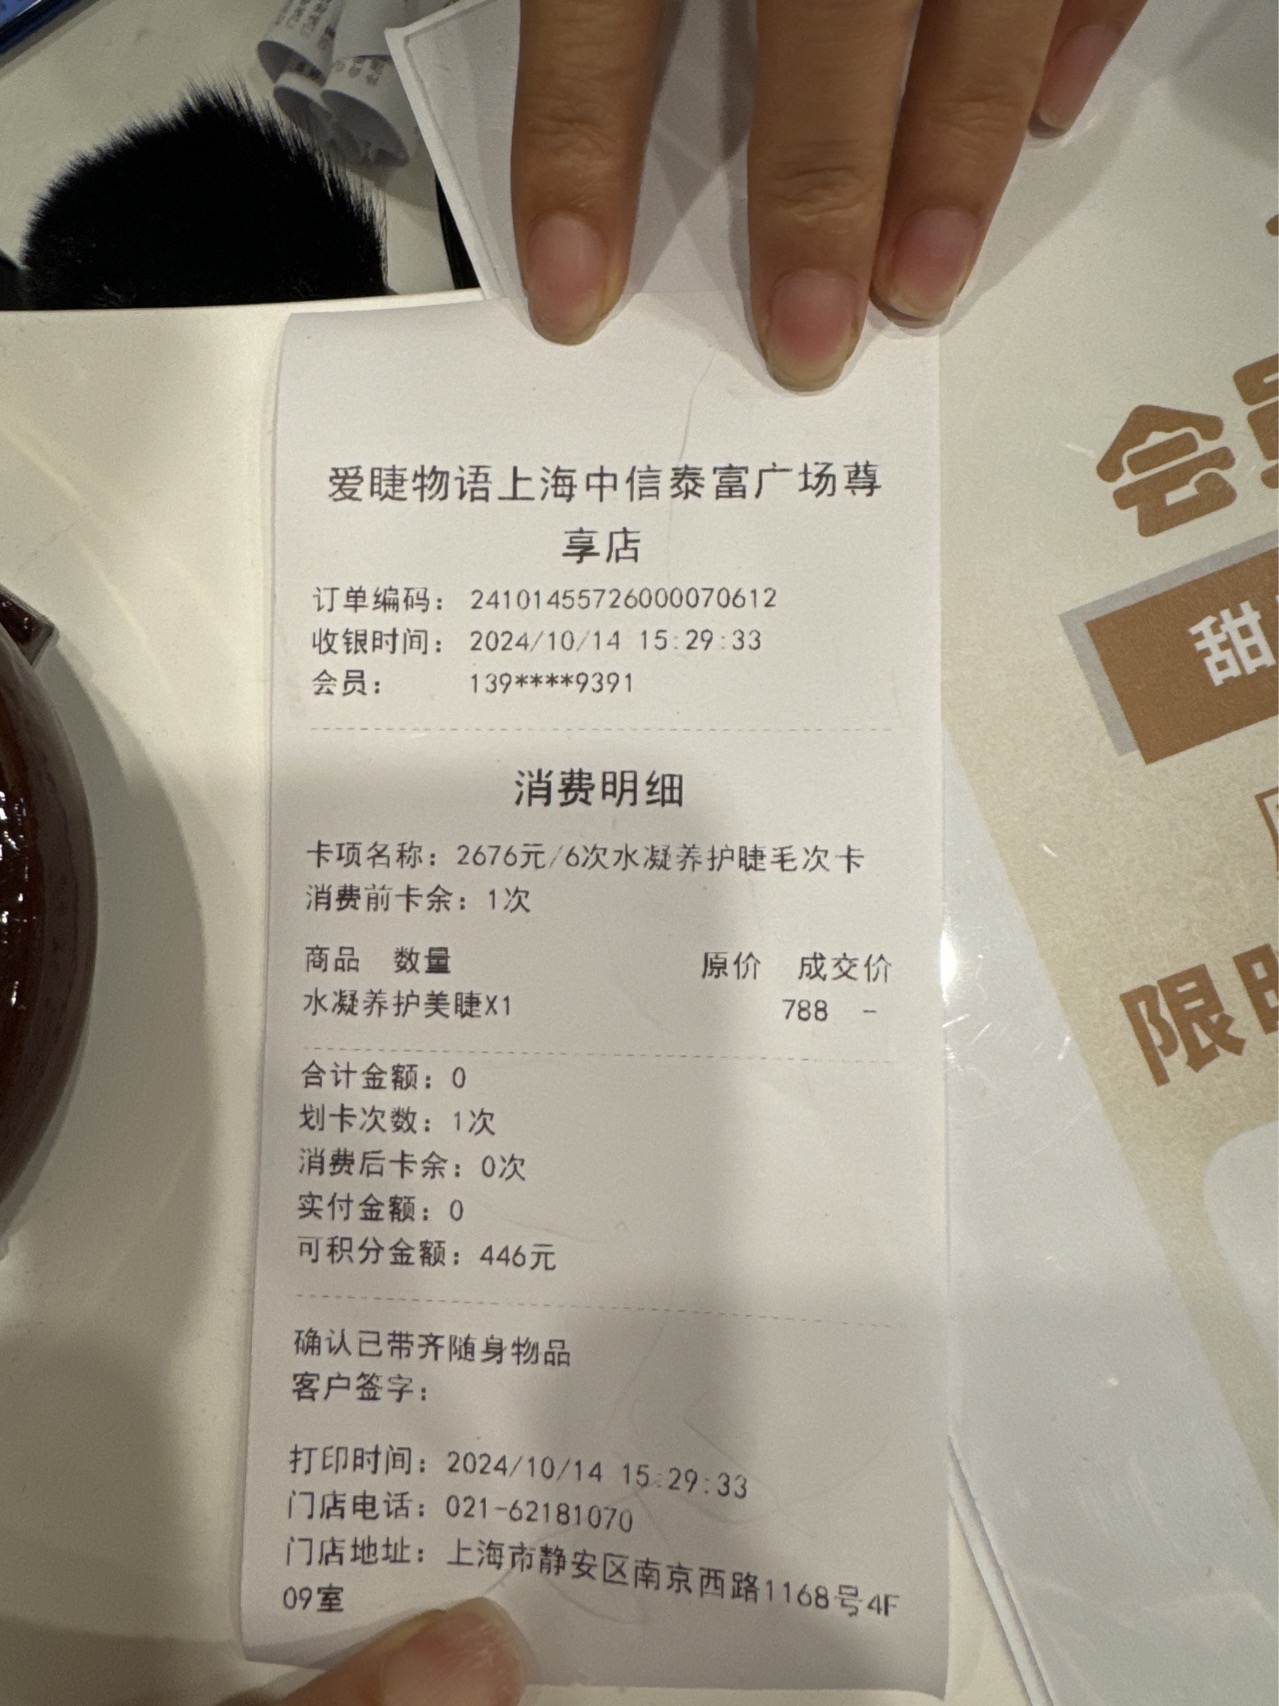 爱睫物语上海中信泰富广场尊
享店
订单编码： 24101455726000070612
收银时间： 2024/10/14 15:29:33
会员： 139****9391
消费明细
卡项名称：2676元/6次水凝养护睫毛次卡
消费前卡余：1次
商品 数量 原价 成交价
水凝养护美睫X1 788 -
合计金额：0
划卡次数：1次
消费后卡余：0次
实付金额：0
可积分金额：446元
确认已带齐随身物品
客户签字：
打印时间：2024/10/14 15:29:33
门店电话：021-62181070
门店地址：上海市静安区南京西路1168号4F
09室
会
甜
限